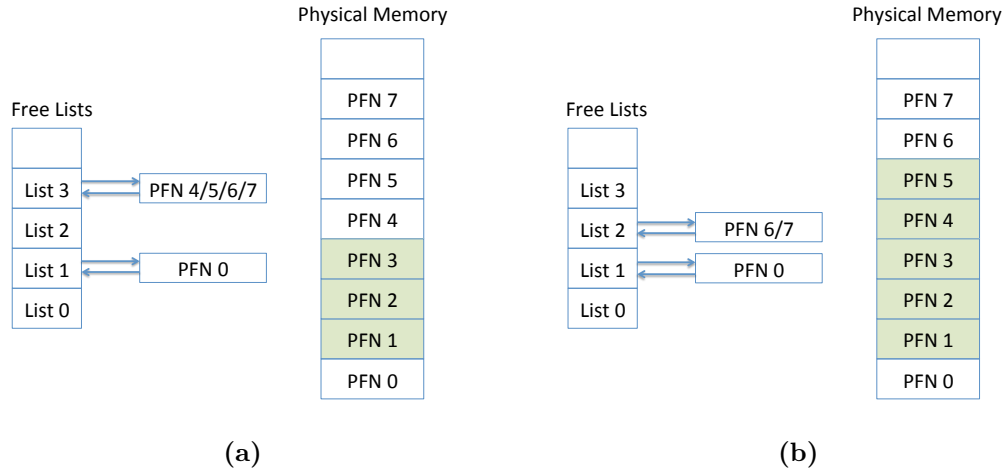 Physical Memory
PFN 7
PFN 6
PFN 5
PFN 4
PFN 3
PFN 2
PFN 1
PFN 0
Free Lists
List 3
List 2
List 1
List 0
PFN 4/5/6/7
PFN 0
(a)
Physical Memory
PFN 7
PFN 6
PFN 5
PFN 4
PFN 3
PFN 2
PFN 1
PFN 0
Free Lists
List 3
List 2
List 1
List 0
PFN 6/7
PFN 0
(b)